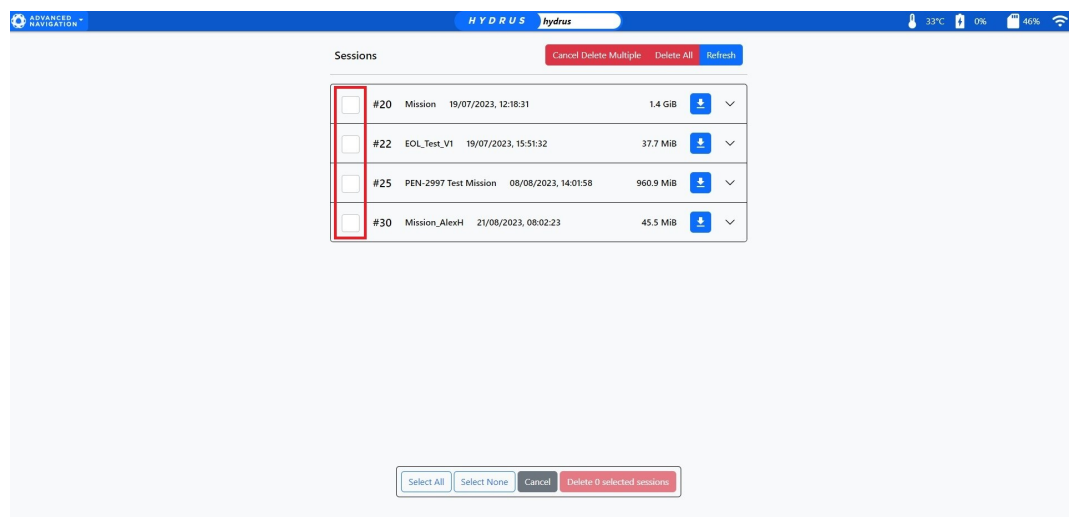 ADVANCED NAVIGATION
HYDRUS hydrus
33°C 0% 46%
Sessions Cancel Delete Multiple Delete All Refresh
#20 Mission 19/07/2023, 12:18:31 1.4 GiB
#22 EOL_Test_V1 19/07/2023, 15:51:32 37.7 MiB
#25 PEN-2997 Test Mission 08/08/2023, 14:01:58 960.9 MiB
#30 Mission_AlexH 21/08/2023, 08:02:23 45.5 MiB
Select All Select None Cancel Delete 0 selected sessions